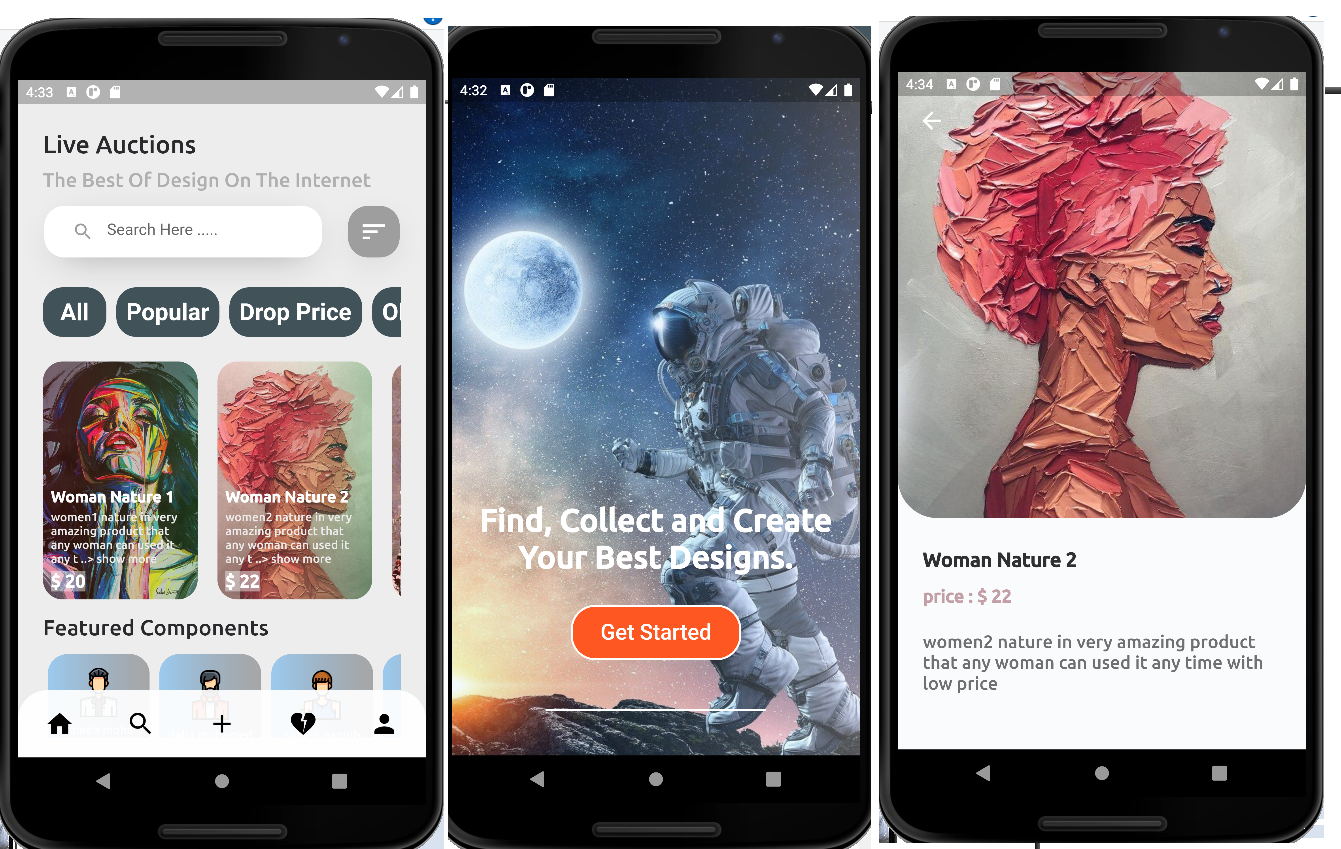 4:33
Live Auctions
The Best Of Design On The Internet
Search Here .....
All Popular Drop Price
Woman Nature 1
women1 nature in very
amazing product that
any woman can used it
any t ..> show more
$ 20
Woman Nature 2
women2 nature in very
amazing product that
any woman can used it
any t ..> show more
$ 22
Featured Components
4:32
Find, Collect and Create
Your Best Designs.
Get Started
4:34
Woman Nature 2
price : $ 22
women2 nature in very amazing product
that any woman can used it any time with
low price